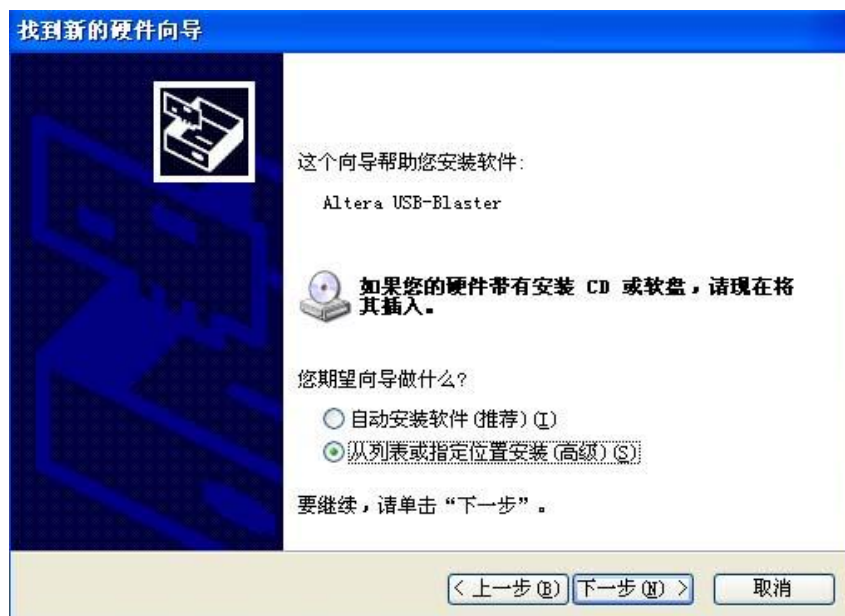 找到新的硬件向导
这个向导帮助您安装软件:
Altera USB-Blaster
如果您的硬件带有安装 CD 或软盘，请现在将
其插入。
您期望向导做什么?
自动安装软件(推荐)(I)
从列表或指定位置安装(高级)(S)
要继续，请单击“下一步”。
< 上一步(B) 下一步(N) > 取消